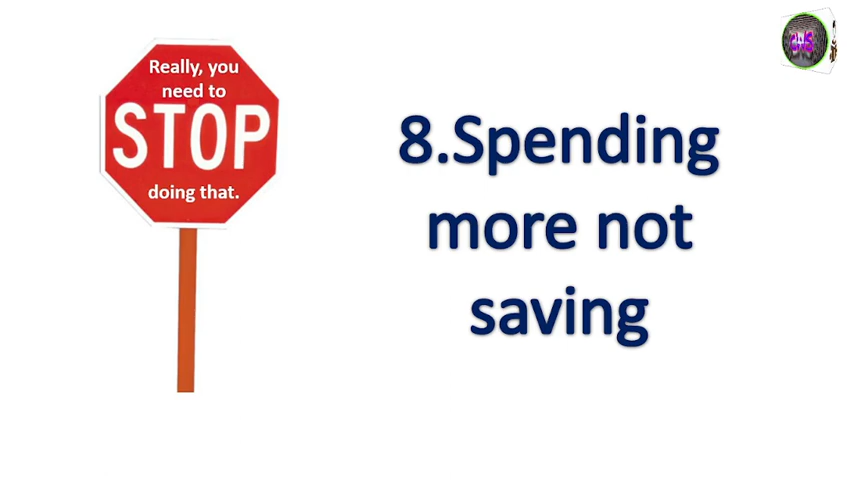 Really, you
need to
STOP
doing that.
8.Spending
more not
saving